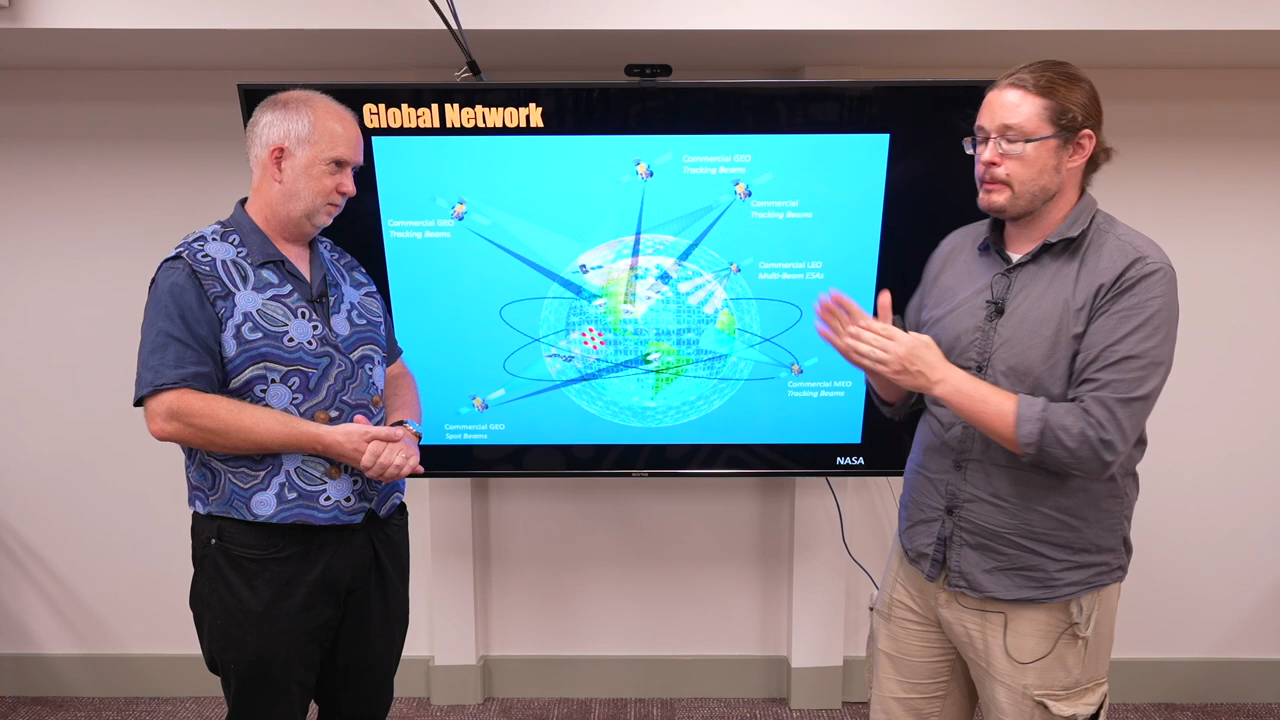 Global Network
Commercial GEO
Tracking Beams
Commercial
Tracking Beams
Commercial GEO
Tracking Beams
Commercial LEO
Multi-Beam ESAs
Commercial MEO
Tracking Beams
Commercial GEO
Spot Beams
NASA